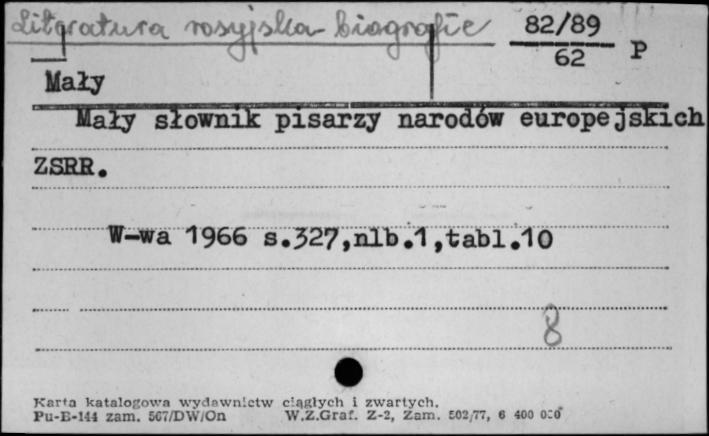 Literatura rosyjska - biografie 82/89
62 P
Mały
Mały słownik pisarzy narodów europejskich
ZSRR.
W-wa 1966 s.327,nlb.1,tabl.10
8
Karta katalogowa wydawnictw ciągłych i zwartych.
Pu-B-144 zam. 567/DW/On W.Z.Graf. Z-2, Zam. 502/77, 6 400 000